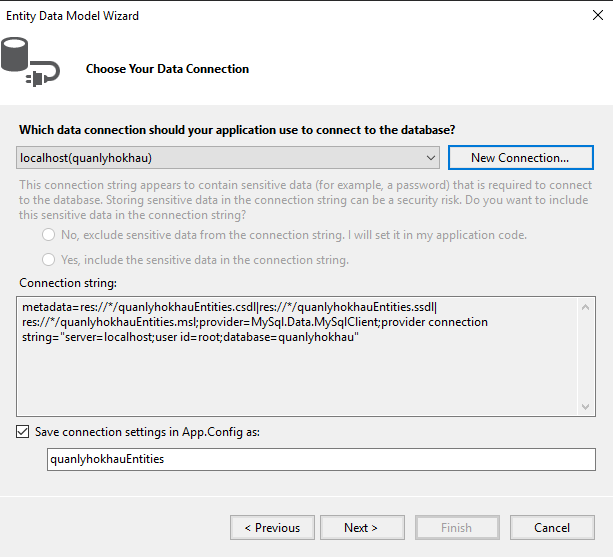 Entity Data Model Wizard
Choose Your Data Connection
Which data connection should your application use to connect to the database?
localhost(quanlyhokhau)
New Connection...
This connection string appears to contain sensitive data (for example, a password) that is required to connect
to the database. Storing sensitive data in the connection string can be a security risk. Do you want to include
this sensitive data in the connection string?
No, exclude sensitive data from the connection string. I will set it in my application code.
Yes, include the sensitive data in the connection string.
Connection string:
metadata=res://*/quanlyhokhauEntities.csdl|res://*/quanlyhokhauEntities.ssdl|
res://*/quanlyhokhauEntities.msl;provider=MySql.Data.MySqlClient;provider connection
string="server=localhost;user id=root;database=quanlyhokhau"
Save connection settings in App.Config as:
quanlyhokhauEntities
< Previous
Next >
Finish
Cancel